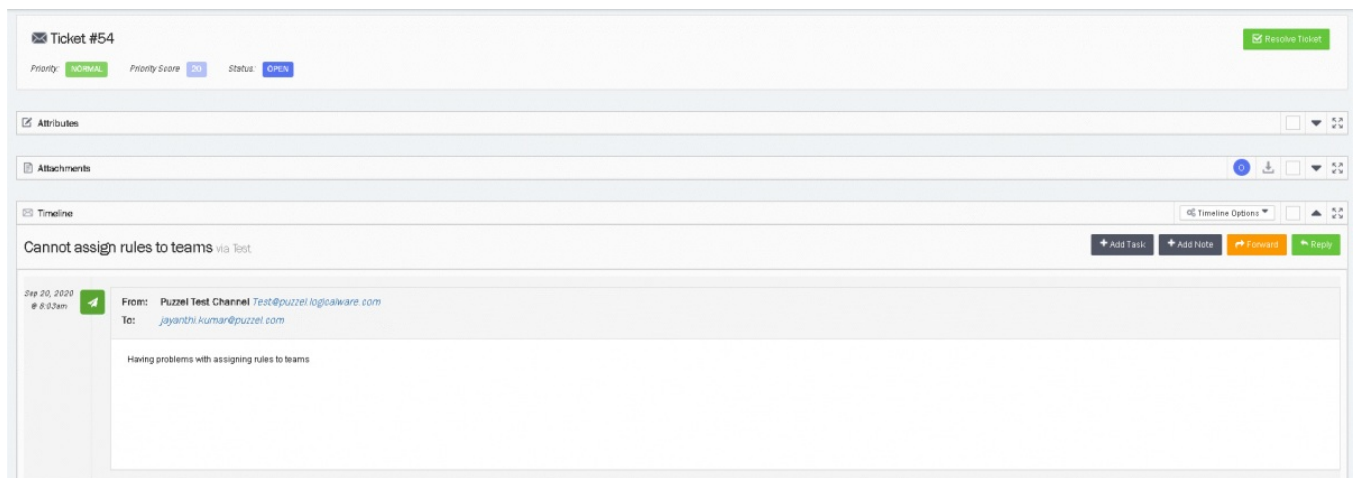 Ticket #54
Resolve Ticket
Priority: NORMAL Priority Score 20 Status: OPEN
Attributes
Attachments 0
Timeline Timeline Options
Cannot assign rules to teams via Test + Add Task + Add Note Forward Reply
Sep 20, 2020
@ 8:03am
From: Puzzel Test Channel Test@puzzel.logicalware.com
To: jayanthi.kumar@puzzel.com
Having problems with assigning rules to teams